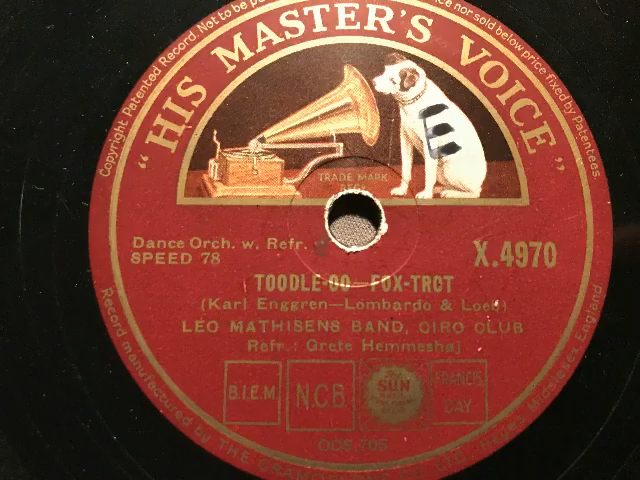 Copyright Patented Record. Not to be
nor sold below price fixed by Patentees.
"HIS MASTER'S VOICE"
TRADE MARK
Dance Orch. w. Refr.
SPEED 78
X.4970
TOODLE-OO—FOX-TROT
(Karl Enggren—Lombardo & Loeb)
LEO MATHISENS BAND, CIRO CLUB
Refr.: Grete Hemmeshøj
B.I.E.M
N.C.B.
SUN
FRANCIS,
DAY
OCS 705
Record manufactured by THE GRAMOPHONE CO. LTD., Hayes, Middlesex, England.